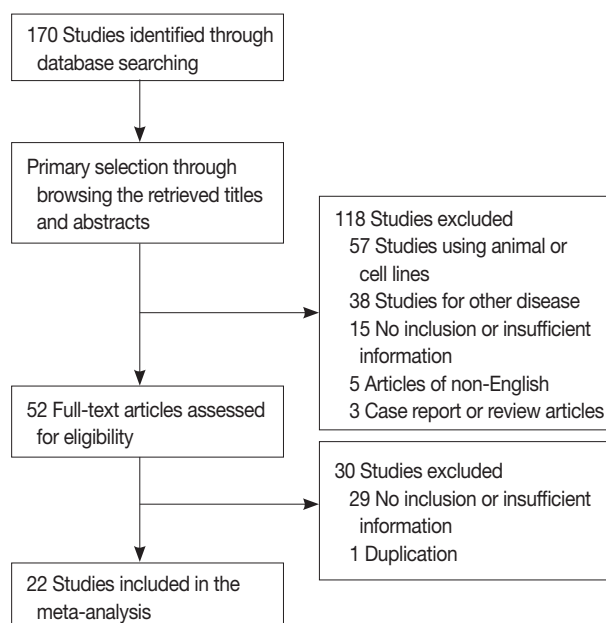 170 Studies identified through
database searching
Primary selection through
browsing the retrieved titles
and abstracts
118 Studies excluded
57 Studies using animal or
cell lines
38 Studies for other disease
15 No inclusion or insufficient
information
5 Articles of non-English
3 Case report or review articles
52 Full-text articles assessed
for eligibility
30 Studies excluded
29 No inclusion or insufficient
information
1 Duplication
22 Studies included in the
meta-analysis